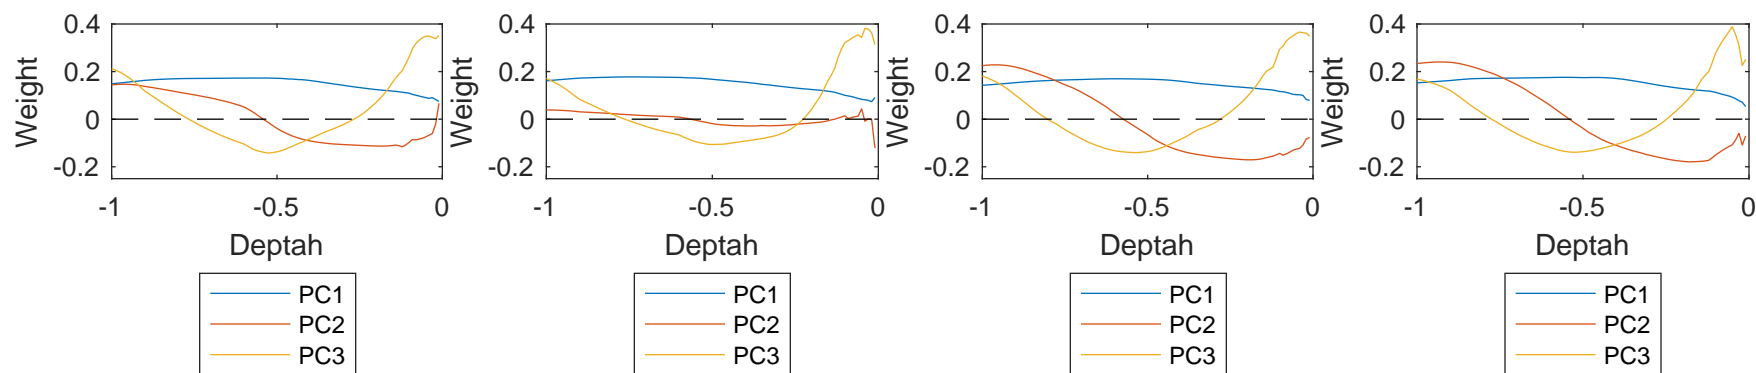 0.4 0.4 0.4 0.4
Weight Weight Weight Weight
0.2 0.2 0.2 0.2
0 0 0 0
-0.2 -0.2 -0.2 -0.2
-1 -0.5 0 -1 -0.5 0 -1 -0.5 0 -1 -0.5 0
Deptah Deptah Deptah Deptah
PC1 PC1 PC1 PC1
PC2 PC2 PC2 PC2
PC3 PC3 PC3 PC3